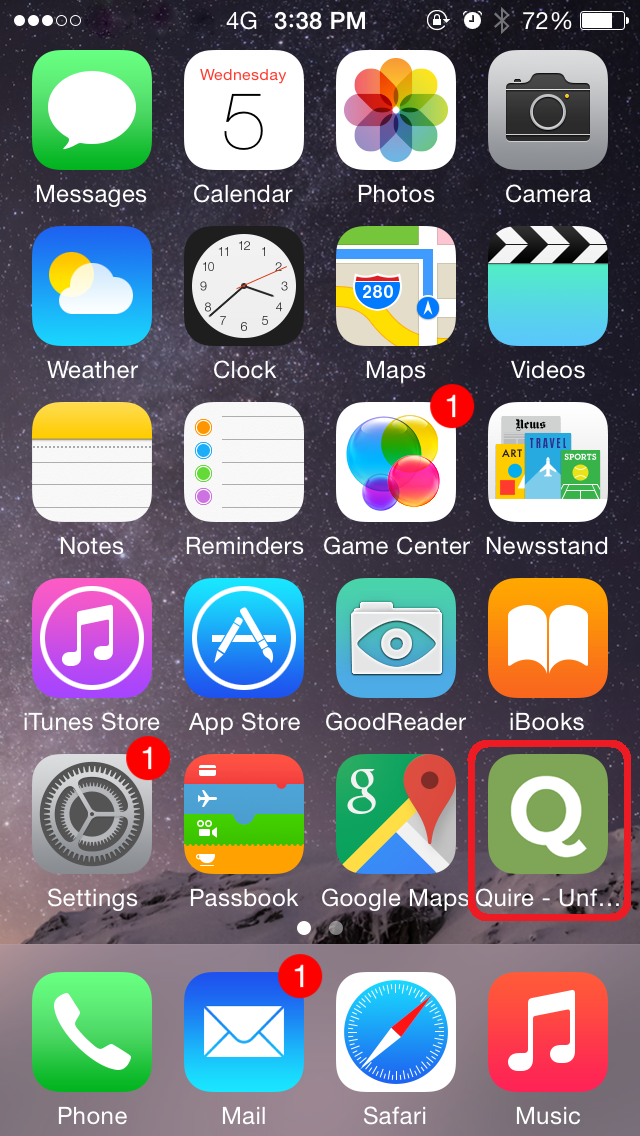 4G 3:38 PM 72%
Wednesday
5
Messages Calendar Photos Camera
12
11 1
10 2
9 3
8 4
7 5
6
280
Weather Clock Maps Videos
1
News
TRAVEL
ART
SPORTS
Notes Reminders Game Center Newsstand
iTunes Store App Store GoodReader iBooks
1
g
Q
Settings Passbook Google Maps Quire - Unf...
1
Phone Mail Safari Music